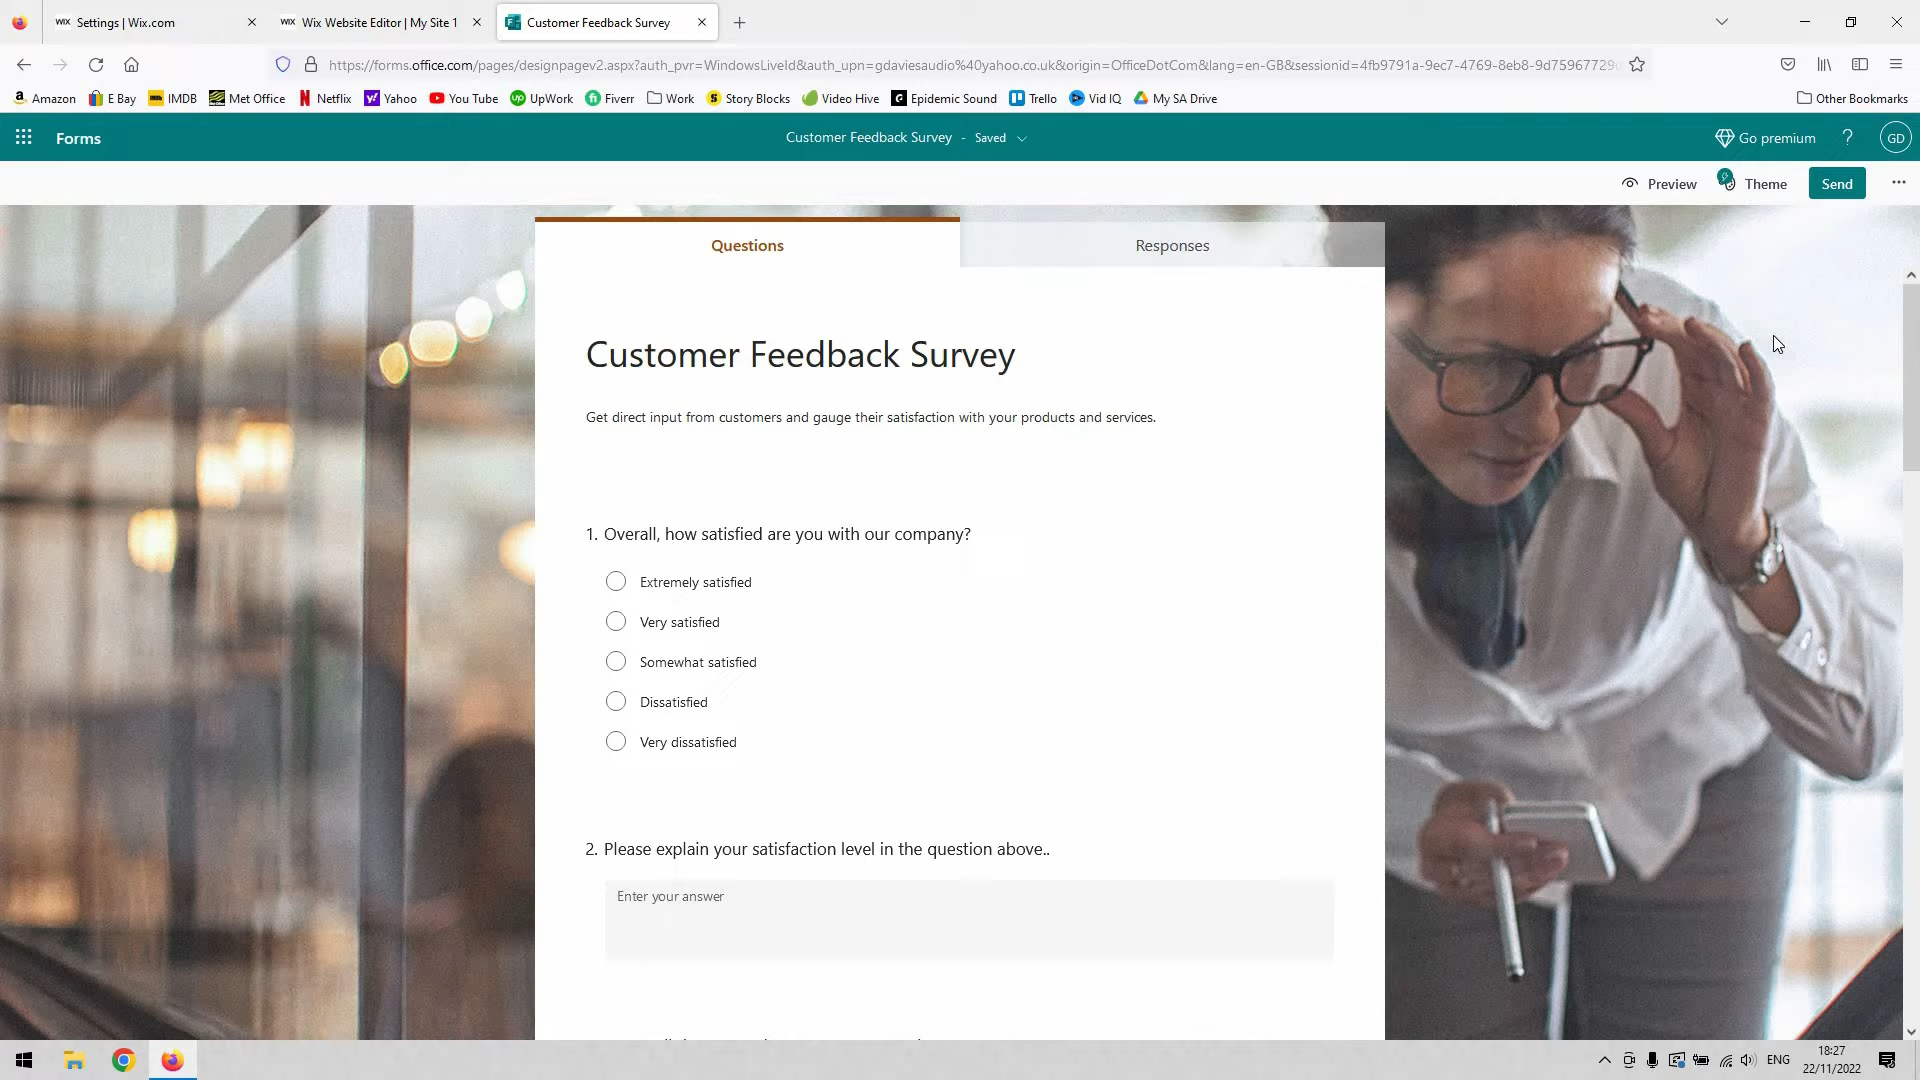 WIX Settings | Wix.com
WIX Wix Website Editor | My Site 1
Customer Feedback Survey
https://forms.office.com/pages/designpagev2.aspx?auth_pvr=WindowsLiveId&auth_upn=gdaviesaudio%40yahoo.co.uk&origin=OfficeDotCom&lang=en-GB&sessionid=4fb9791a-9ec7-4769-8eb8-9d75967729
Amazon E Bay IMDB Met Office Netflix Yahoo You Tube UpWork Fiverr Work Story Blocks Video Hive Epidemic Sound Trello Vid IQ My SA Drive Other Bookmarks
Forms
Customer Feedback Survey - Saved
Go premium ? GD
Preview Theme Send
Questions Responses
Customer Feedback Survey
Get direct input from customers and gauge their satisfaction with your products and services.
1. Overall, how satisfied are you with our company?
Extremely satisfied
Very satisfied
Somewhat satisfied
Dissatisfied
Very dissatisfied
2. Please explain your satisfaction level in the question above..
Enter your answer
ENG
18:27
22/11/2022